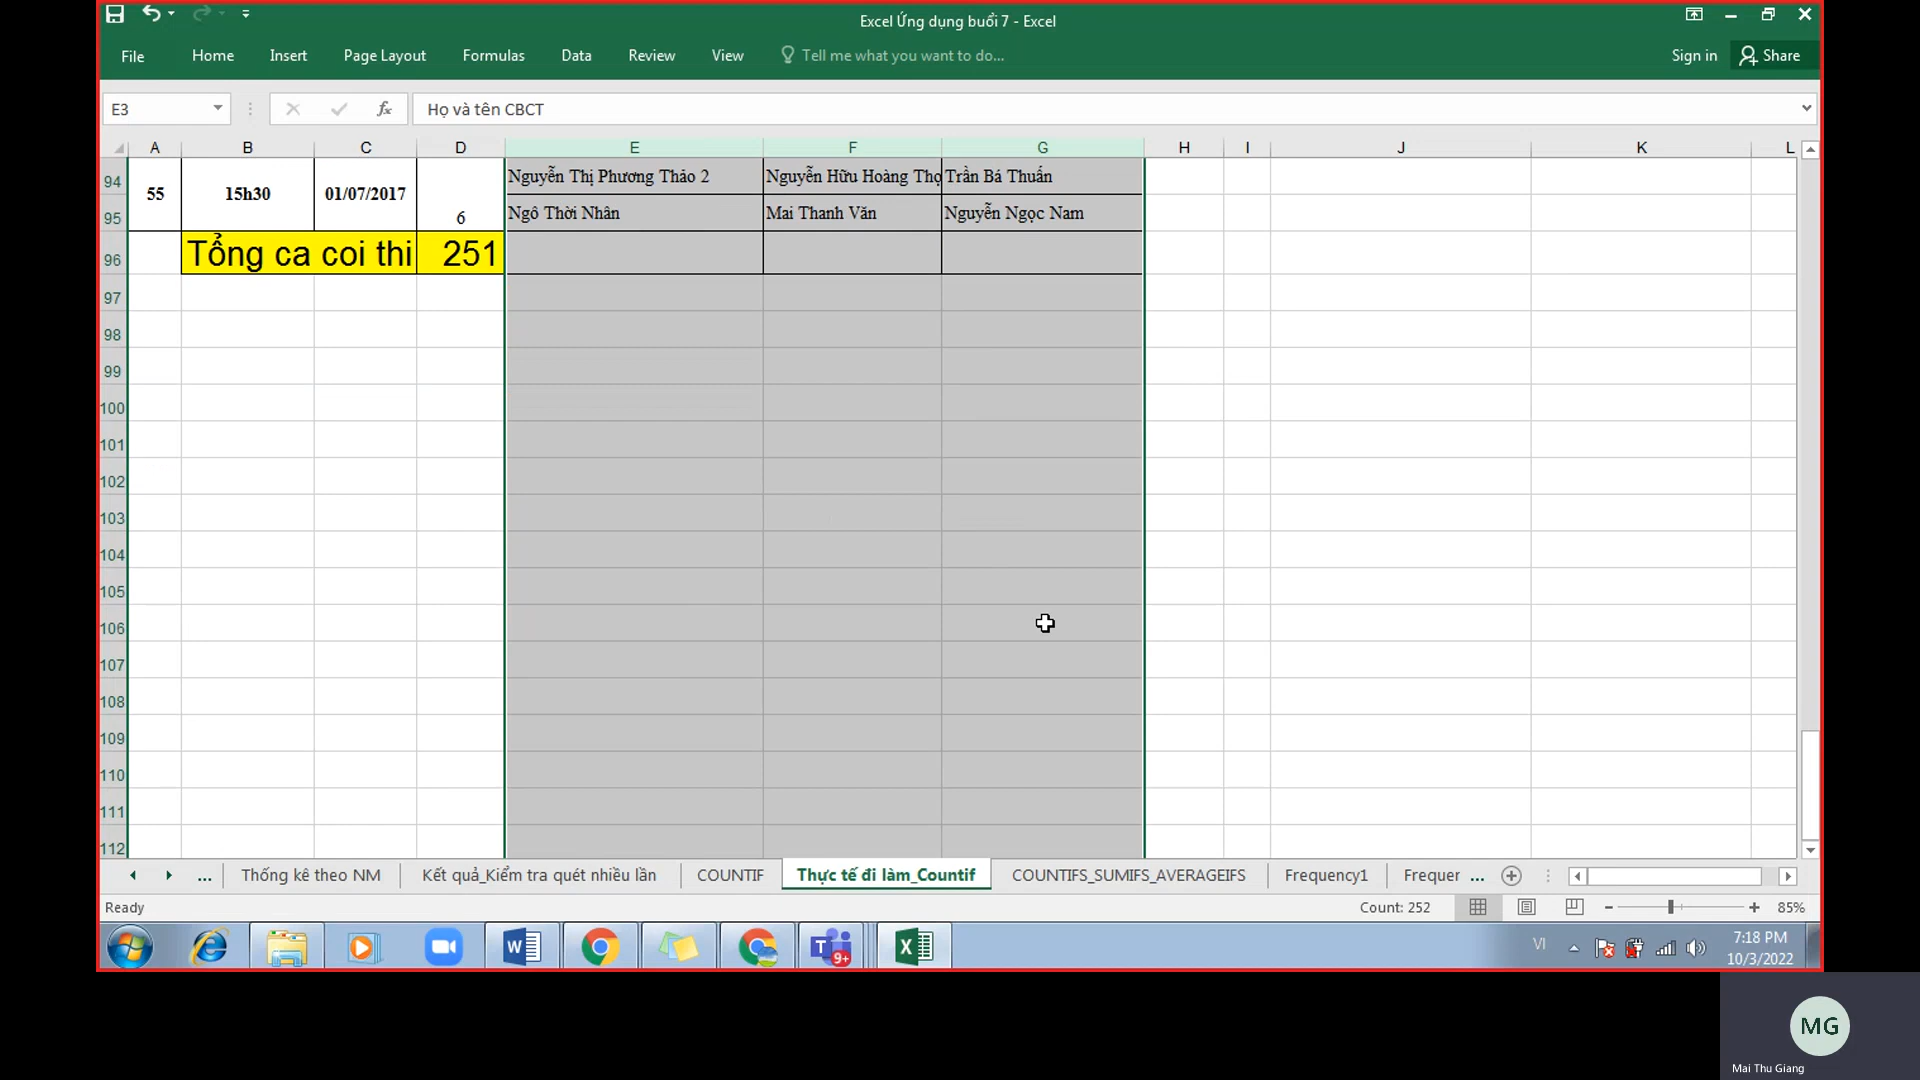 Excel Ứng dụng buổi 7 - Excel
File Home Insert Page Layout Formulas Data Review View Tell me what you want to do... Sign in Share
E3 fx Họ và tên CBCT
A B C D E F G H I J K L
94 55 15h30 01/07/2017 Nguyễn Thị Phương Thảo 2 Nguyễn Hữu Hoàng Thọ Trần Bá Thuấn
95 6 Ngô Thời Nhân Mai Thanh Văn Nguyễn Ngọc Nam
96 Tổng ca coi thi 251
97
98
99
100
101
102
103
104
105
106
107
108
109
110
111
112
... Thống kê theo NM Kết quả_Kiểm tra quét nhiều lần COUNTIF Thực tế đi làm_Countif COUNTIFS_SUMIFS_AVERAGEIFS Frequency1 Frequer ...
Ready Count: 252 85%
VI 7:18 PM
9+ 10/3/2022
MG
Mai Thu Giang